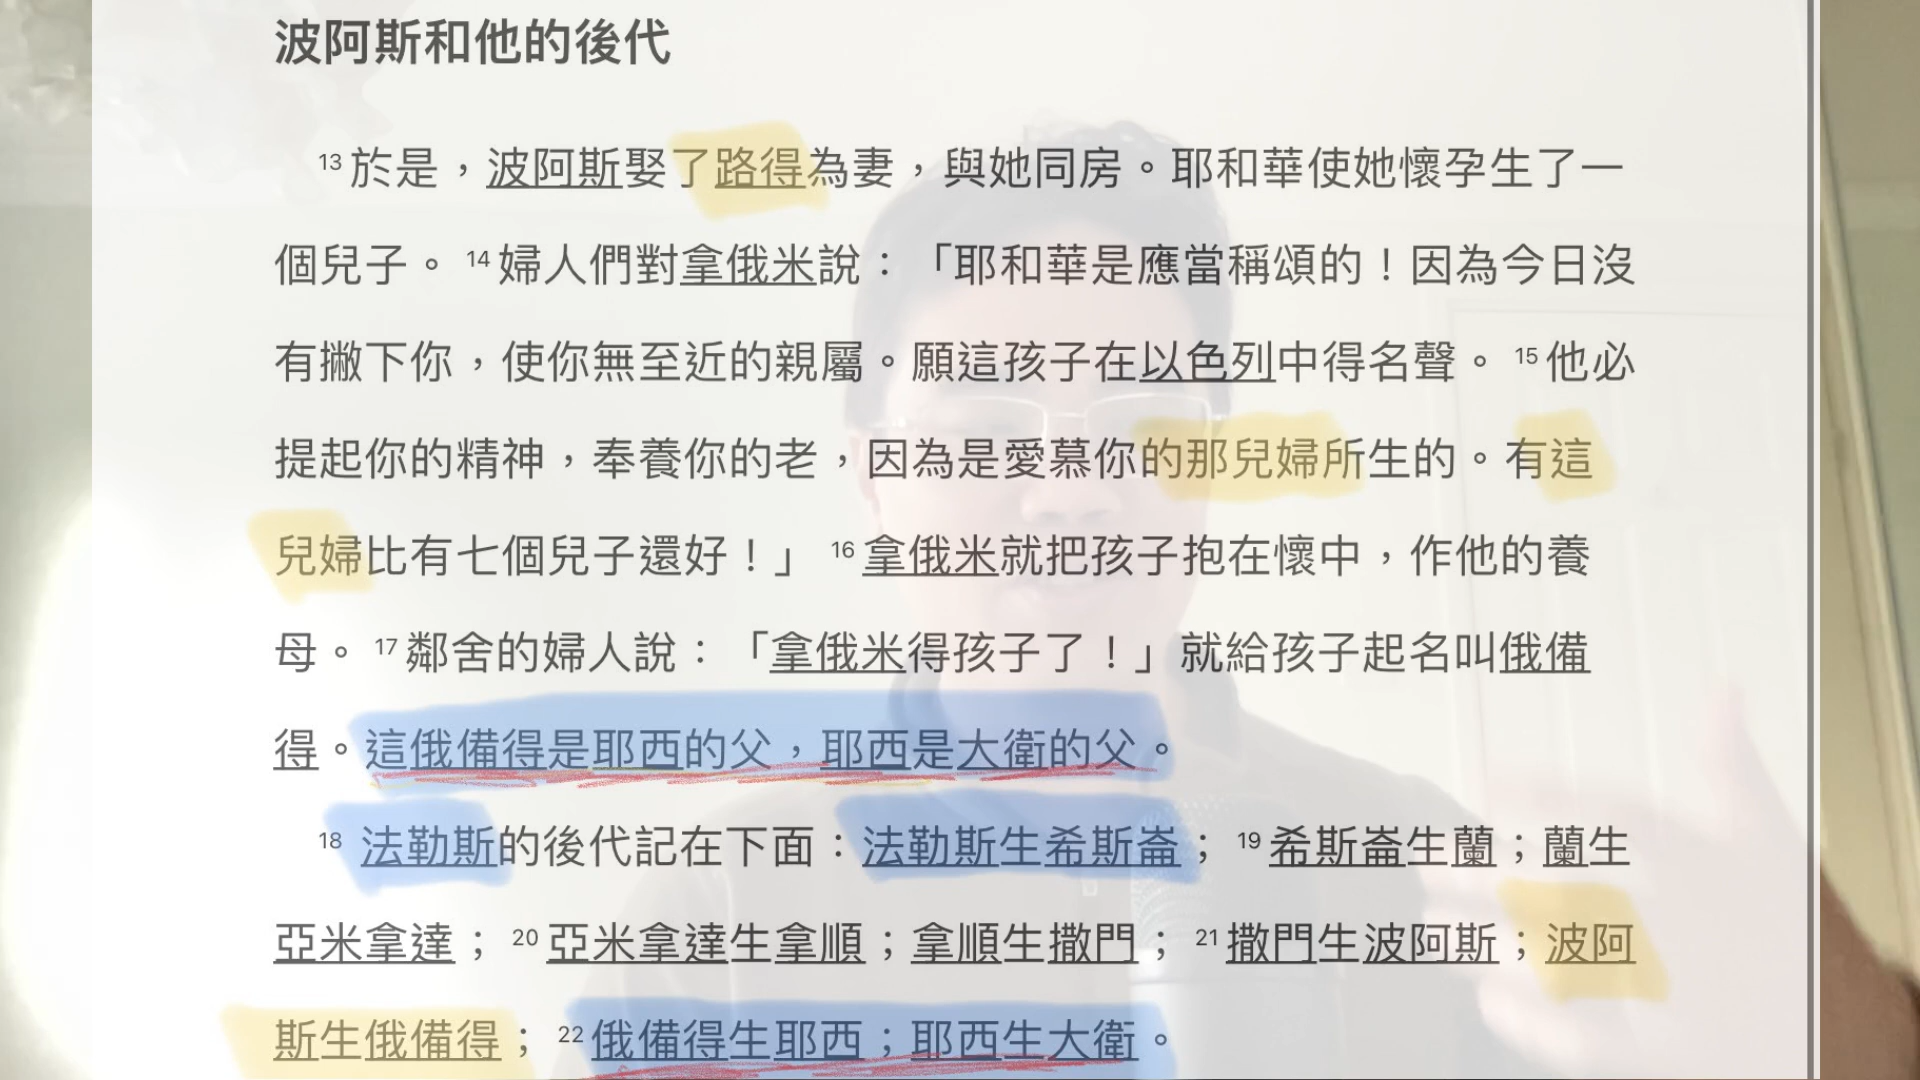 波阿斯和他的後代
13 於是，波阿斯娶了路得為妻，與她同房。耶和華使她懷孕生了一
個兒子。 14 婦人們對拿俄米說：「耶和華是應當稱頌的！因為今日沒
有撇下你，使你無至近的親屬。願這孩子在以色列中得名聲。 15 他必
提起你的精神，奉養你的老，因為是愛慕你的那兒婦所生的。有這
兒婦比有七個兒子還好！」 16 拿俄米就把孩子抱在懷中，作他的養
母。 17 鄰舍的婦人說：「拿俄米得孩子了！」就給孩子起名叫俄備
得。這俄備得是耶西的父，耶西是大衛的父。
18 法勒斯的後代記在下面：法勒斯生希斯崙； 19 希斯崙生蘭；蘭生
亞米拿達； 20 亞米拿達生拿順；拿順生撒門； 21 撒門生波阿斯；波阿
斯生俄備得； 22 俄備得生耶西；耶西生大衛。